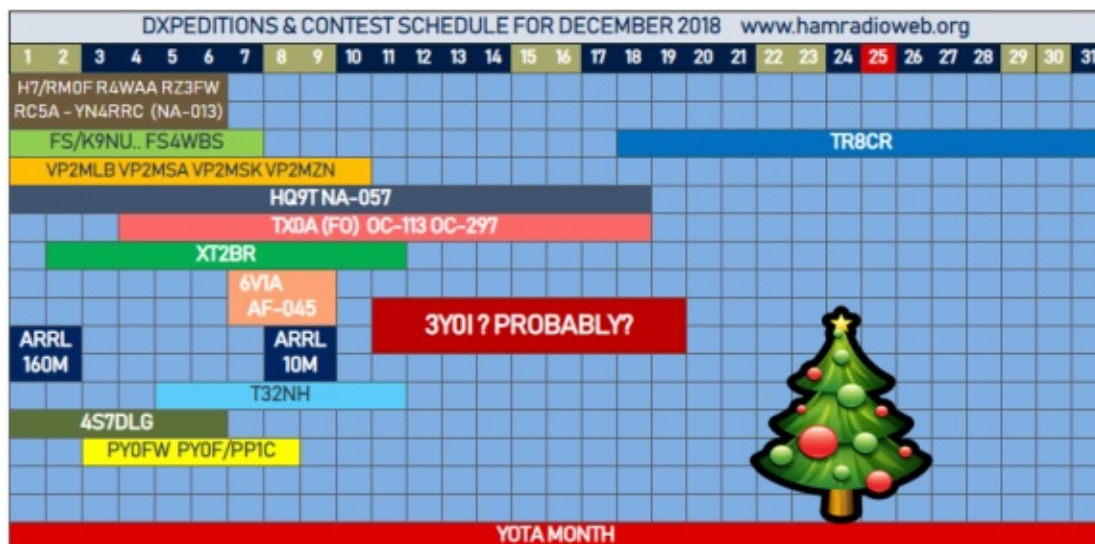 DXPEDITIONS & CONTEST SCHEDULE FOR DECEMBER 2018 www.hamradioweb.org
1 2 3 4 5 6 7 8 9 10 11 12 13 14 15 16 17 18 19 20 21 22 23 24 25 26 27 28 29 30 31
H7/RM0F R4WAA RZ3FW
RC5A - YN4RRC (NA-013)
FS/K9NU.. FS4WBS
TR8CR
VP2MLB VP2MSA VP2MSK VP2MZN
HQ9T NA-057
TX0A (FO) OC-113 OC-297
XT2BR
6V1A
AF-045
3Y0I ? PROBABLY?
ARRL
160M
ARRL
10M
T32NH
4S7DLG
PY0FW PY0F/PP1C
YOTA MONTH